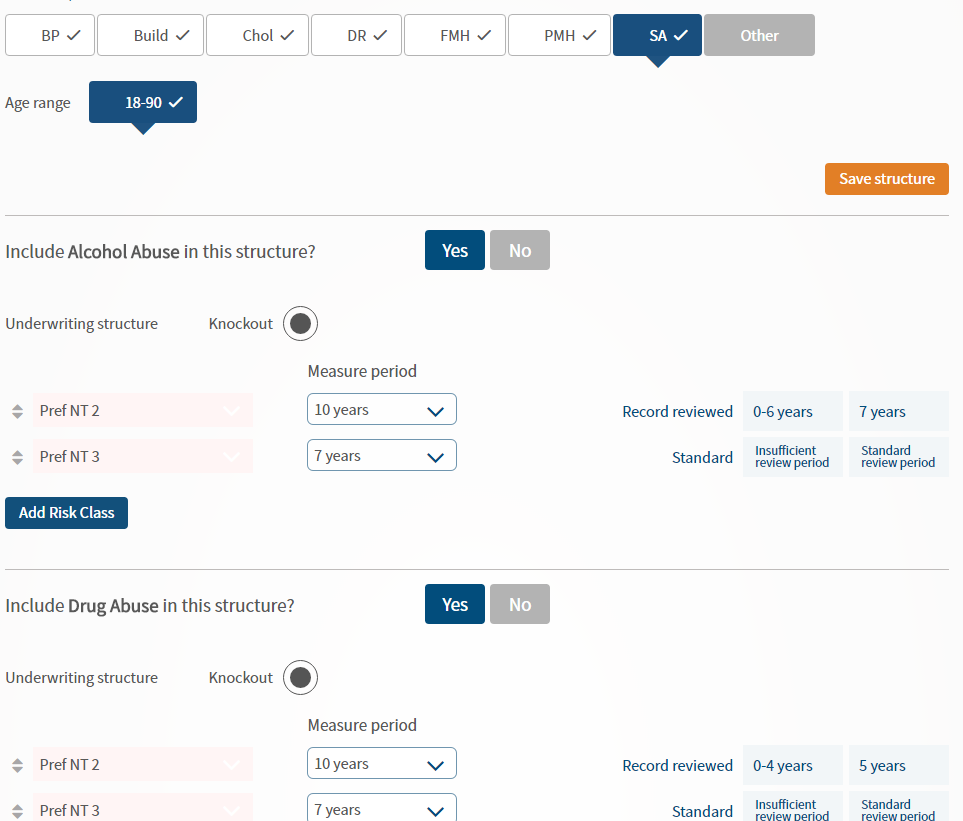 BP Build Chol DR FMH PMH SA Other
Age range 18-90
Save structure
Include Alcohol Abuse in this structure? Yes No
Underwriting structure Knockout
Measure period
Pref NT 2 10 years Record reviewed 0-6 years 7 years
Pref NT 3 7 years Standard Insufficient review period Standard review period
Add Risk Class
Include Drug Abuse in this structure? Yes No
Underwriting structure Knockout
Measure period
Pref NT 2 10 years Record reviewed 0-4 years 5 years
Pref NT 3 7 years Standard Insufficient review period Standard review period